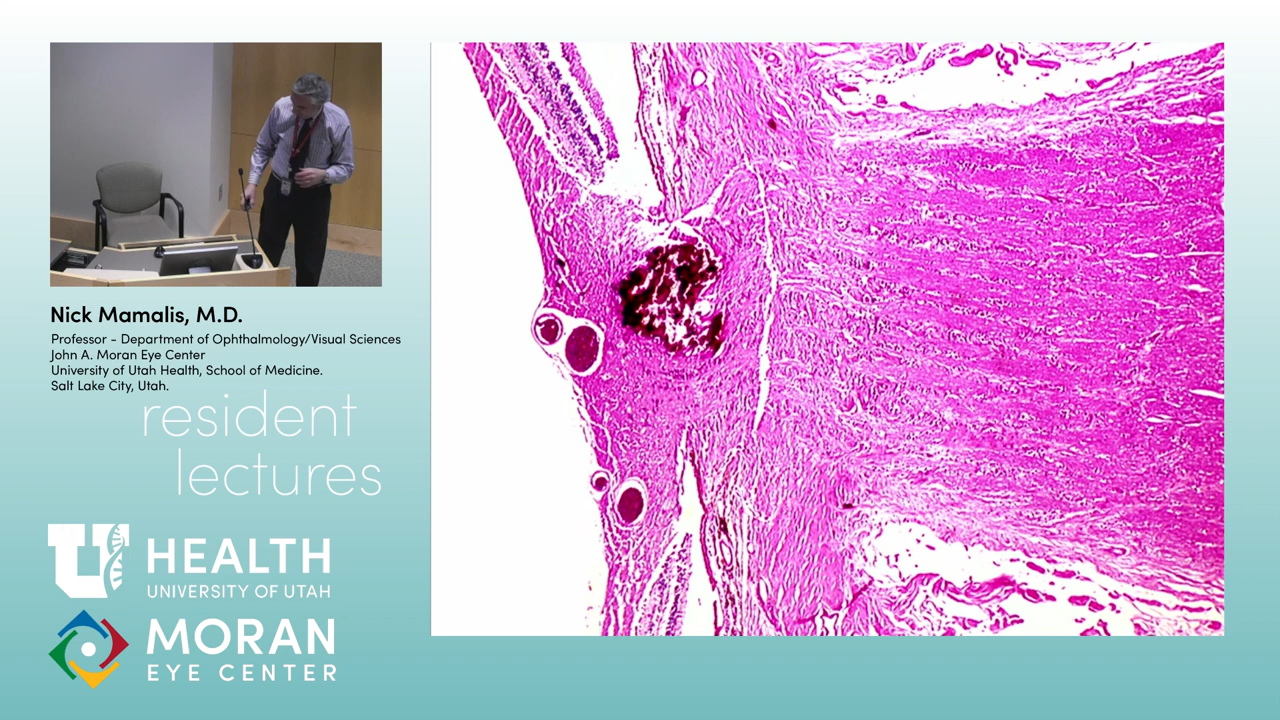 Nick Mamalis, M.D.
Professor - Department of Ophthalmology/Visual Sciences
John A. Moran Eye Center
University of Utah Health, School of Medicine.
Salt Lake City, Utah.
resident
lectures
U HEALTH
UNIVERSITY OF UTAH
MORAN
EYE CENTER